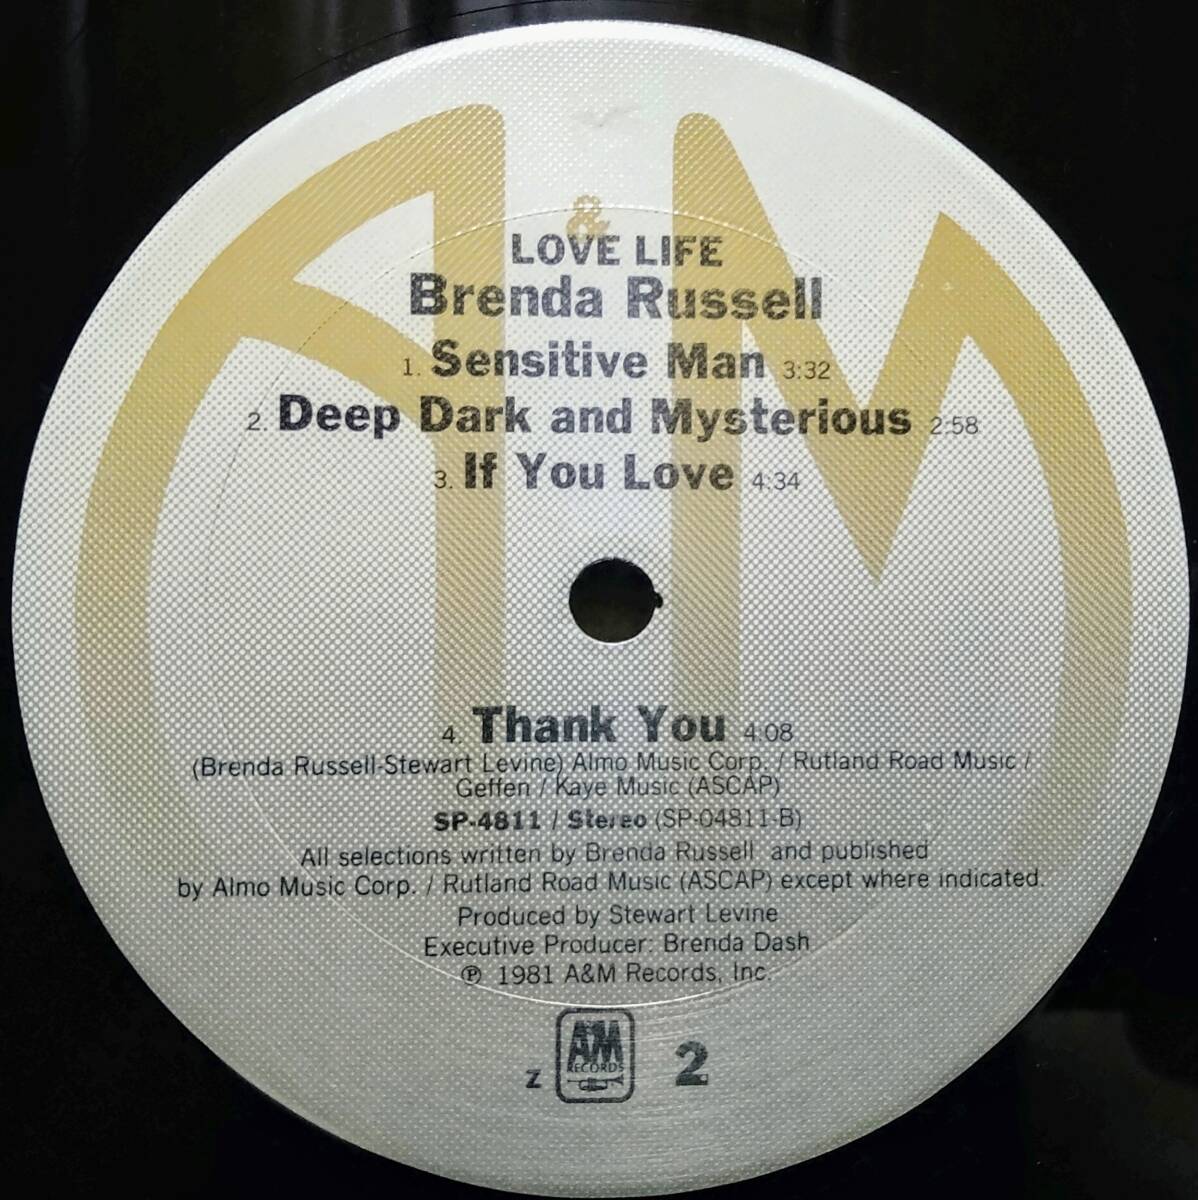 A&M
LOVE LIFE
Brenda Russell
1. Sensitive Man 3:32
2. Deep Dark and Mysterious 2:58
3. If You Love 4:34
4. Thank You 4:08
(Brenda Russell-Stewart Levine) Almo Music Corp. / Rutland Road Music /
Geffen / Kaye Music (ASCAP)
SP-4811 / Stereo (SP-04811-B)
All selections written by Brenda Russell and published
by Almo Music Corp. / Rutland Road Music (ASCAP) except where indicated.
Produced by Stewart Levine
Executive Producer: Brenda Dash
℗ 1981 A&M Records, Inc.
Z A&M RECORDS 2